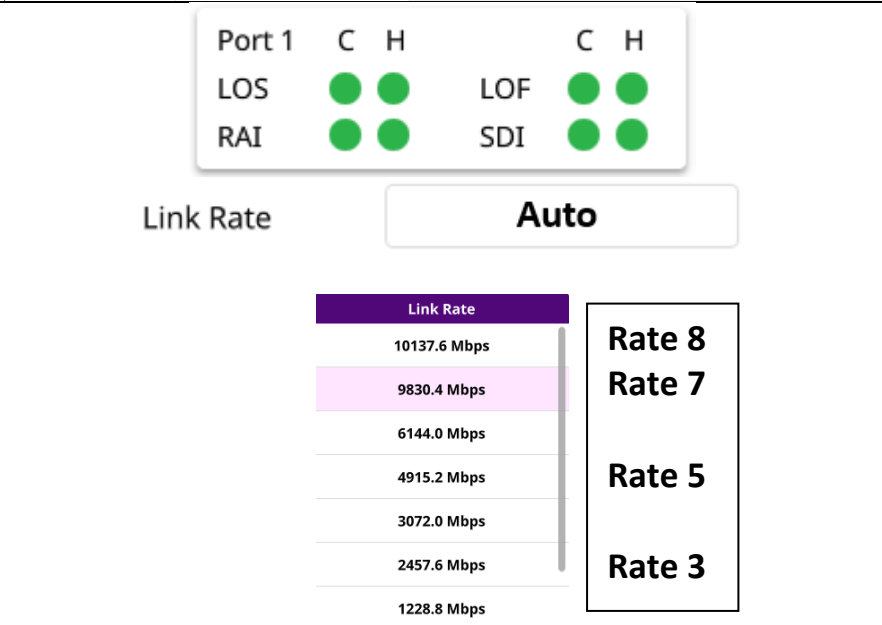 Port 1 C H C H
LOS LOF
RAI SDI
Link Rate Auto
Link Rate
10137.6 Mbps Rate 8
9830.4 Mbps Rate 7
6144.0 Mbps
4915.2 Mbps Rate 5
3072.0 Mbps
2457.6 Mbps Rate 3
1228.8 Mbps